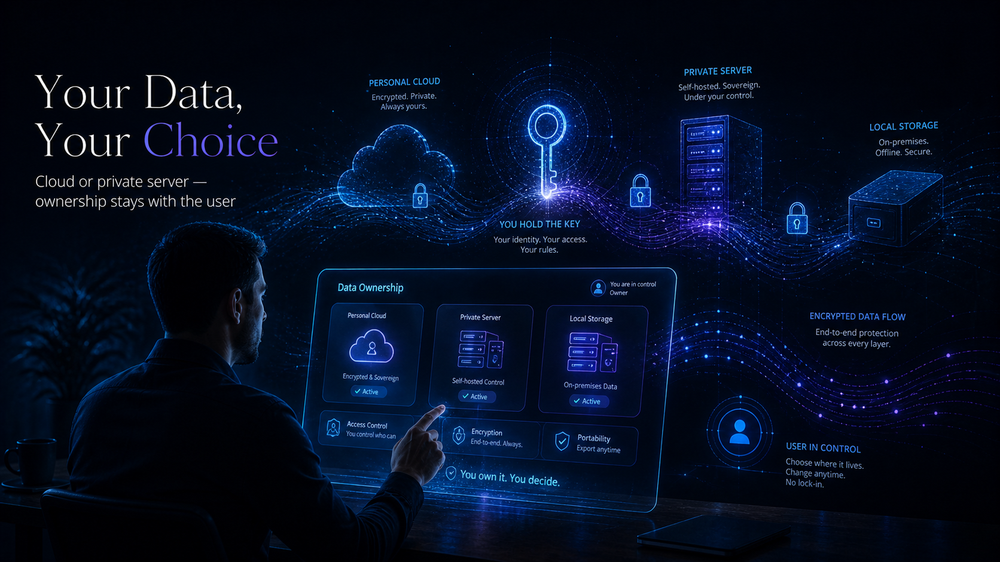 Your Data,
Your Choice
Cloud or private server —
ownership stays with the user
PERSONAL CLOUD
Encrypted. Private.
Always yours.
YOU HOLD THE KEY
Your identity. Your access.
Your rules.
PRIVATE SERVER
Self-hosted. Sovereign.
Under your control.
LOCAL STORAGE
On-premises.
Offline. Secure.
Data Ownership
You are in control
Owner
Personal Cloud
Encrypted & Sovereign
Active
Private Server
Self-hosted Control
Active
Local Storage
On-premises Data
Active
Access Control
You control who can
Encryption
End-to-end. Always.
Portability
Export anytime
You own it. You decide.
ENCRYPTED DATA FLOW
End-to-end protection
across every layer.
USER IN CONTROL
Choose where it lives.
Change anytime.
No lock-in.